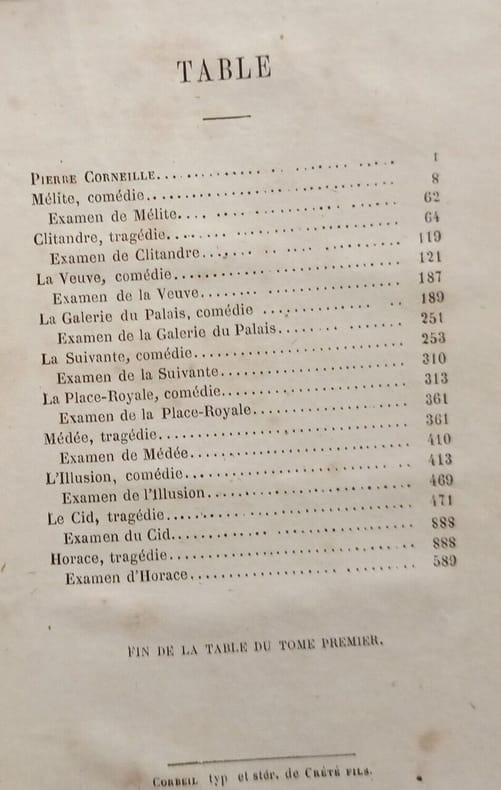 TABLE
PIERRE CORNEILLE. 1
Mélite, comédie. 8
Examen de Mélite. 62
Clitandre, tragédie. 64
Examen de Clitandre. 119
La Veuve, comédie. 121
Examen de la Veuve. 187
La Galerie du Palais, comédie 189
Examen de la Galerie du Palais. 251
La Suivante, comédie. 253
Examen de la Suivante. 310
La Place-Royale, comédie. 313
Examen de la Place-Royale. 361
Médée, tragédie. 361
Examen de Médée. 410
L'Illusion, comédie. 413
Examen de l'Illusion. 469
Le Cid, tragédie. 471
Examen du Cid. 888
Horace, tragédie. 888
Examen d'Horace. 589
FIN DE LA TABLE DU TOME PREMIER.
CORBEIL typ et stér. de CRÉTÉ FILS.